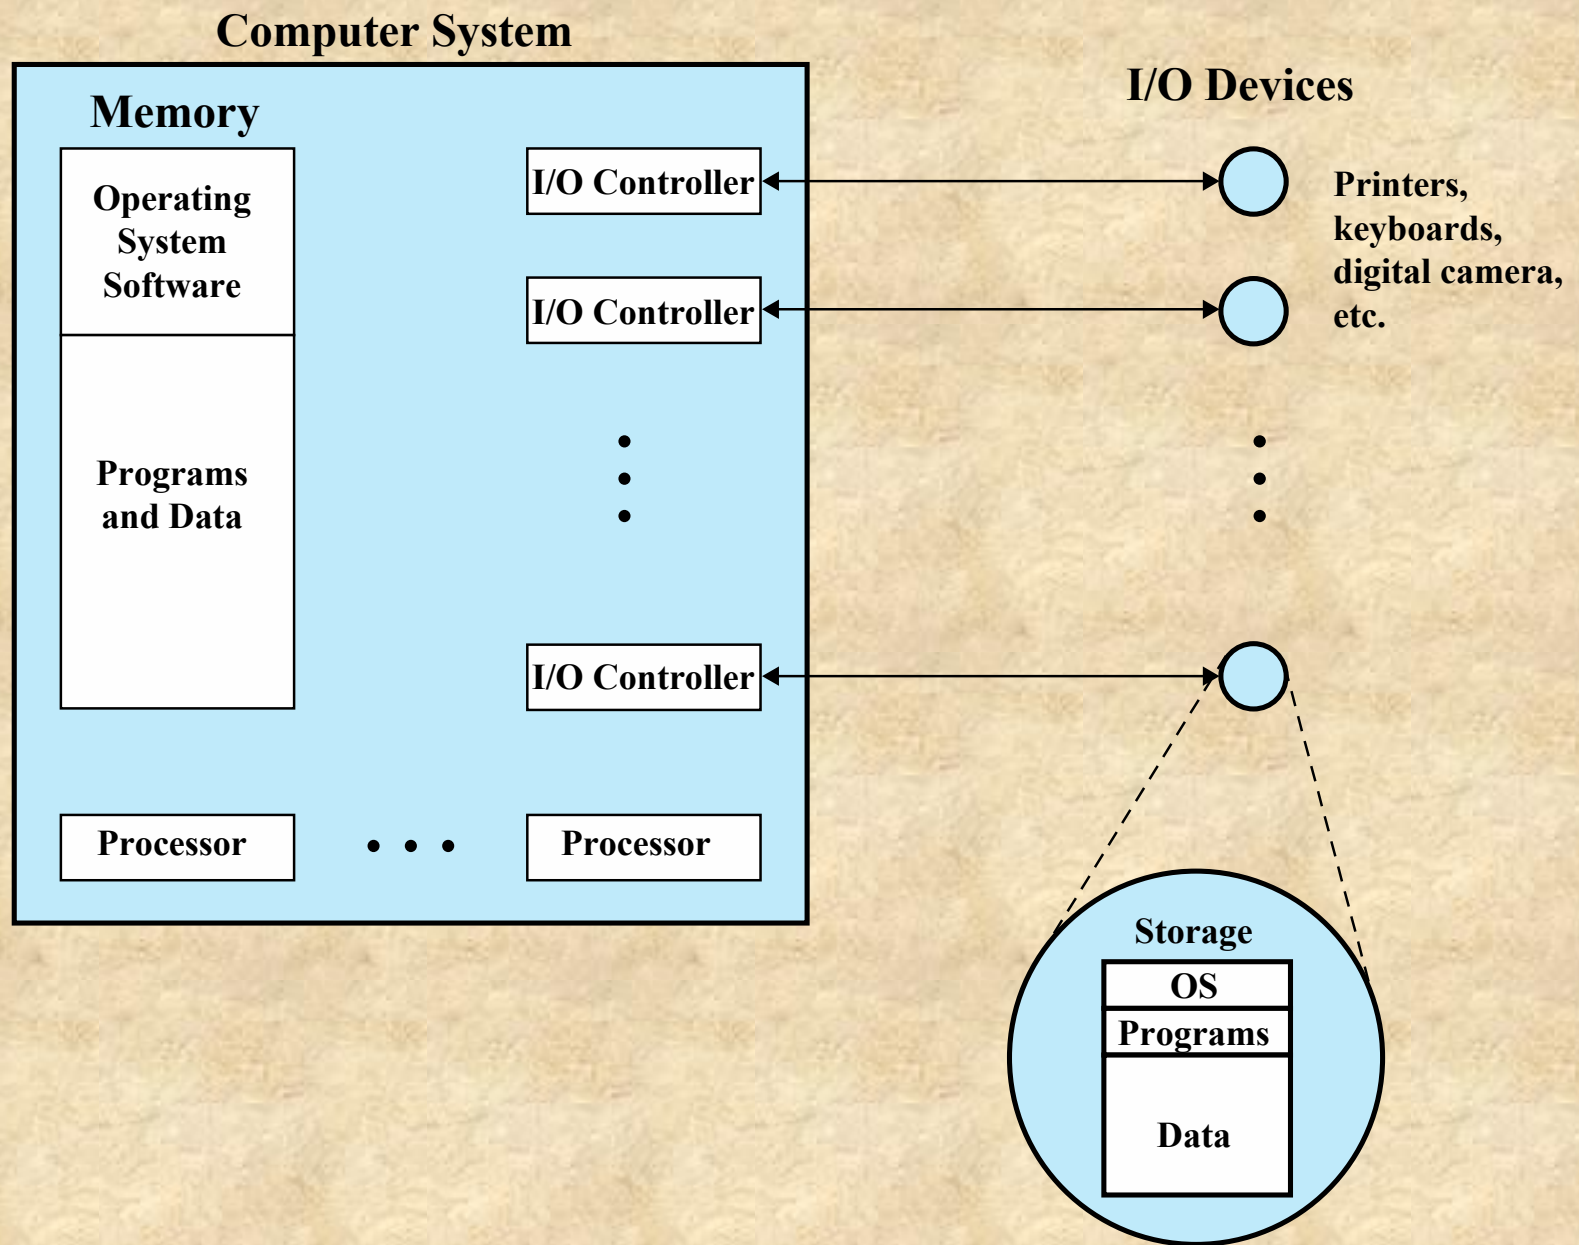 Computer System
Memory
Operating
System
Software
Programs
and Data
I/O Controller
I/O Controller
I/O Controller
Processor
Processor
I/O Devices
Printers,
keyboards,
digital camera,
etc.
Storage
OS
Programs
Data